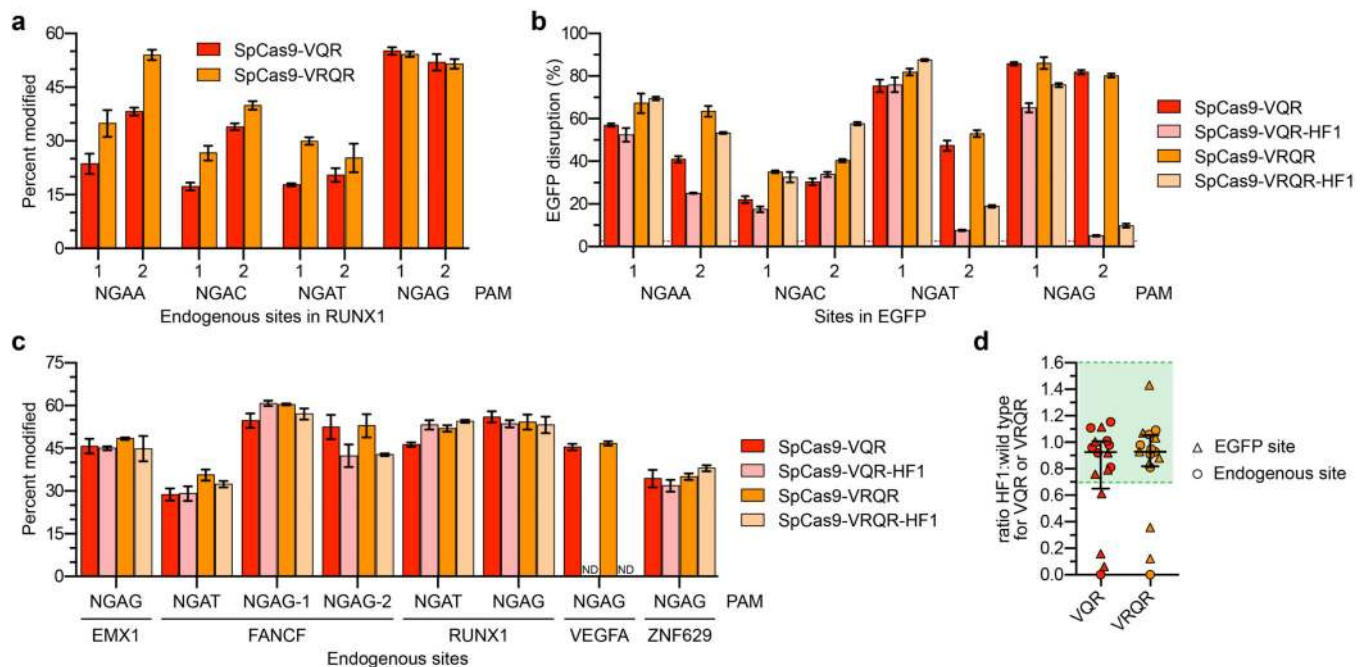 a
Percent modified
60
45
30
15
0
SpCas9-VQR
SpCas9-VRQR
1 2 1 2 1 2 1 2
NGAA NGAC NGAT NGAG PAM
Endogenous sites in RUNX1
b
EGFP disruption (%)
100
80
60
40
20
0
SpCas9-VQR
SpCas9-VQR-HF1
SpCas9-VRQR
SpCas9-VRQR-HF1
1 2 1 2 1 2 1 2
NGAA NGAC NGAT NGAG PAM
Sites in EGFP
c
Percent modified
75
60
45
30
15
0
ND ND
SpCas9-VQR
SpCas9-VQR-HF1
SpCas9-VRQR
SpCas9-VRQR-HF1
NGAG NGAT NGAG-1 NGAG-2 NGAT NGAG NGAG NGAG PAM
EMX1 FANCF RUNX1 VEGFA ZNF629
Endogenous sites
d
ratio HF1:wild type
for VQR or VRQR
1.6
1.4
1.2
1.0
0.8
0.6
0.4
0.2
0.0
VQR VRQR
EGFP site
Endogenous site